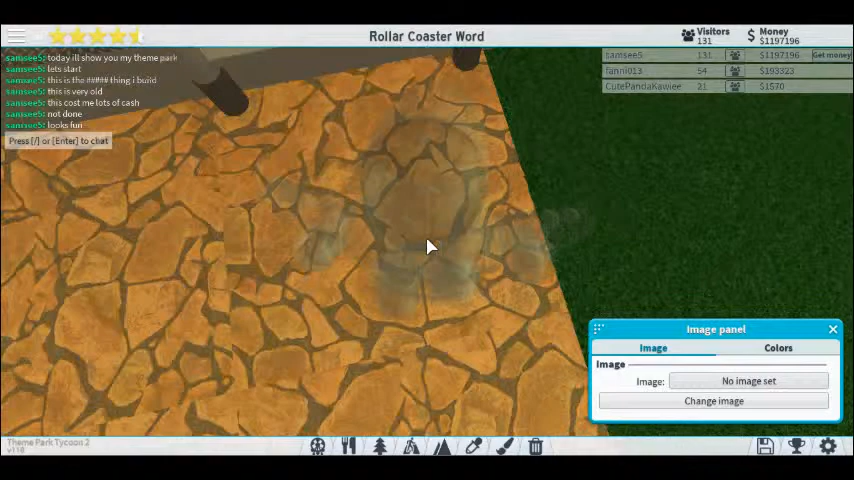 Rollar Coaster Word
Visitors
131
Money
$1197196
samsee5: today ill show you my theme park
samsee5: lets start
samsee5: this is the ##### thing i build
samsee5: this is very old
samsee5: this cost me lots of cash
samsee5: not done
samsee5: looks fun
Press [/] or [Enter] to chat
samsee5 131 $1197196 Get money
fanni013 54 $193323
CutePandaKawiee 21 $1570
Image panel
Image Colors
Image
Image: No image set
Change image
Theme Park Tycoon 2
v118